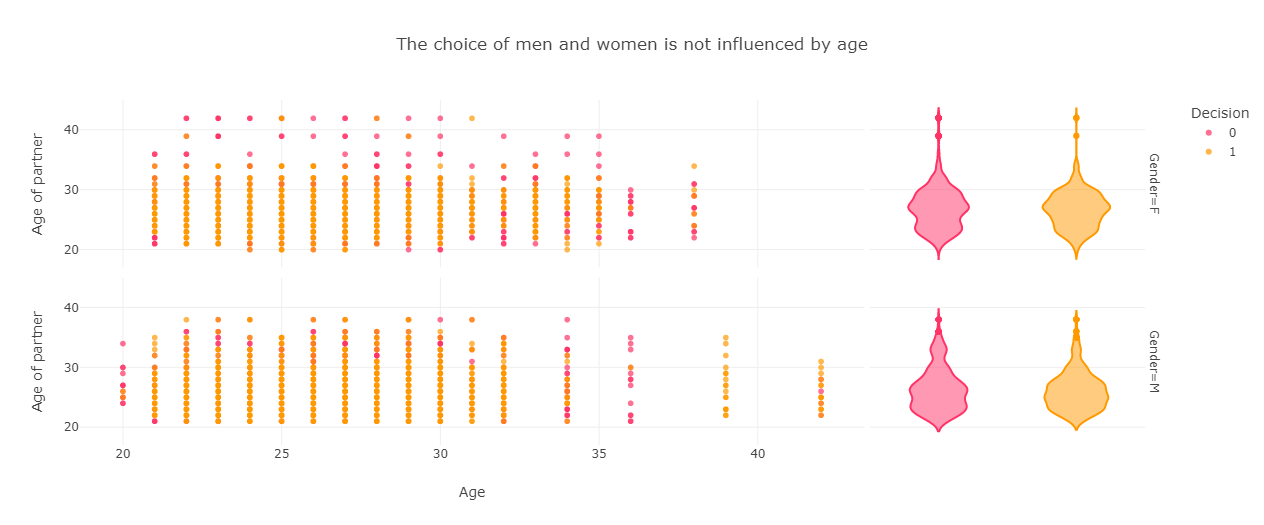 The choice of men and women is not influenced by age
Decision
0
1
Age of partner
40
30
20
Gender=F
Age of partner
40
30
20
Gender=M
20 25 30 35 40
Age